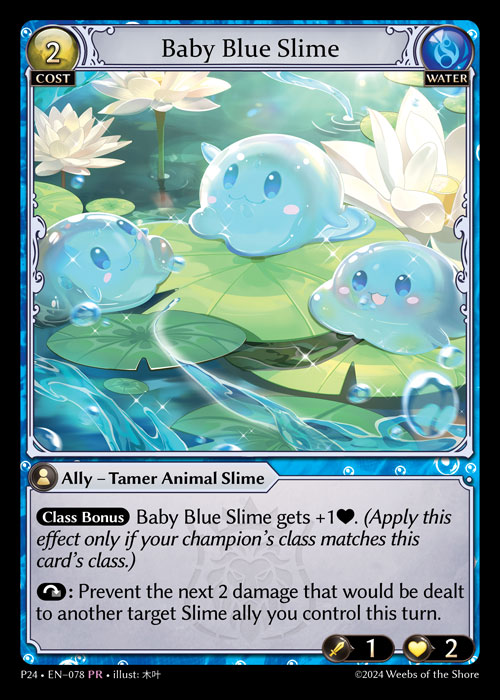 2
Baby Blue Slime
COST
WATER
Ally – Tamer Animal Slime
Class Bonus Baby Blue Slime gets +1♥. (Apply this
effect only if your champion's class matches this
card's class.)
: Prevent the next 2 damage that would be dealt
to another target Slime ally you control this turn.
1 2
P24 • EN–078 PR • illust: 木叶
©2024 Weebs of the Shore